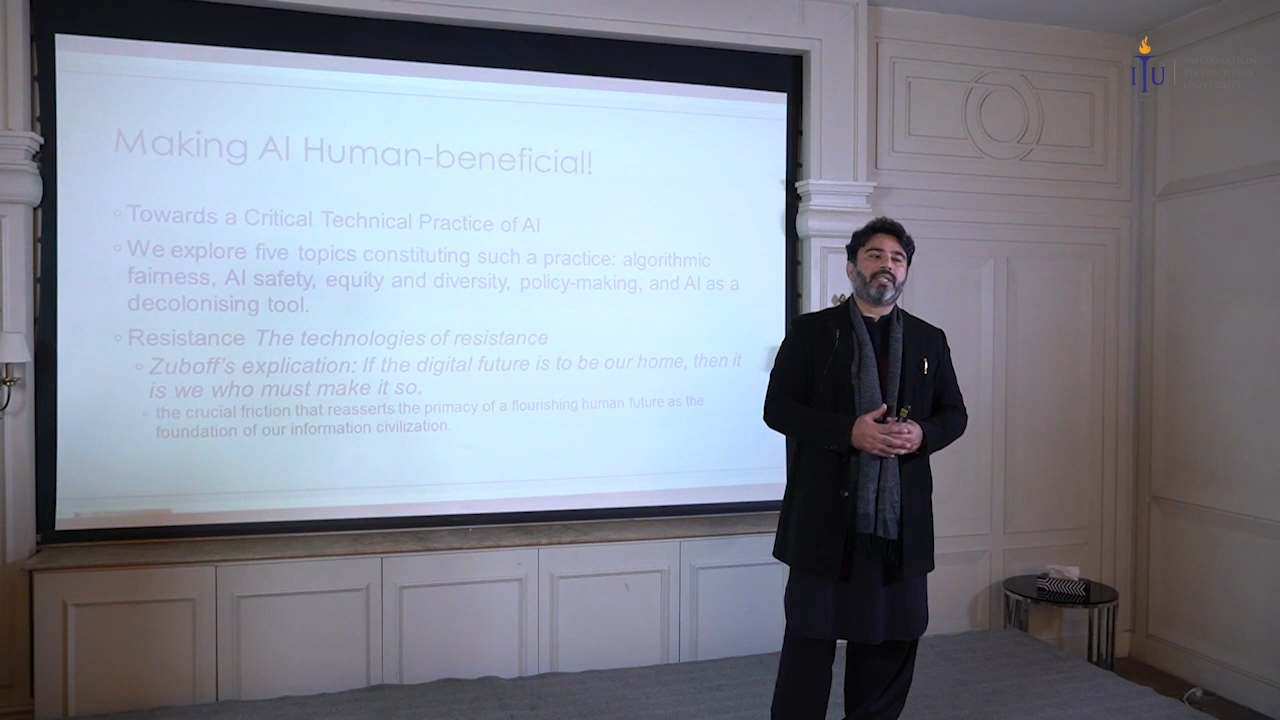 Making AI Human-beneficial!
Towards a Critical Technical Practice of AI
We explore five topics constituting such a practice: algorithmic
fairness, AI safety, equity and diversity, policy-making, and AI as a
decolonising tool.
Resistance The technologies of resistance
Zuboff's explication: If the digital future is to be our home, then it
is we who must make it so.
the crucial friction that reasserts the primacy of a flourishing human future as the
foundation of our information civilization.
ITU
INFORMATION
TECHNOLOGY
UNIVERSITY